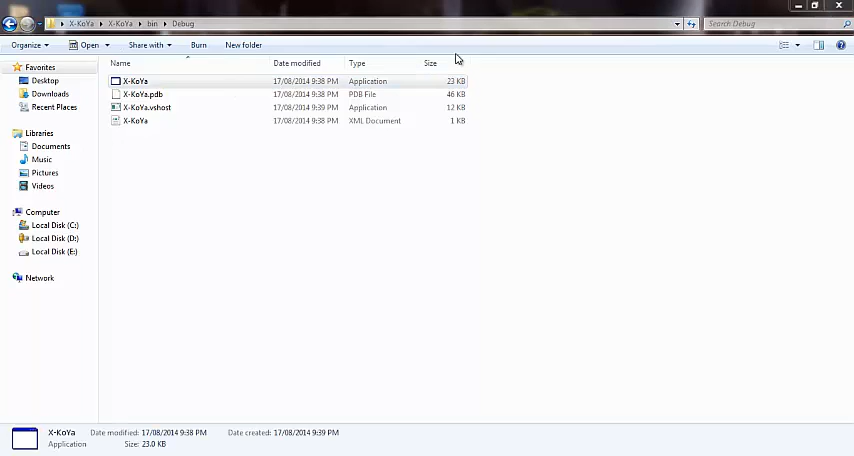 X-KoYa X-KoYa bin Debug Search Debug
Organize Open Share with Burn New folder
Name Date modified Type Size
X-KoYa 17/08/2014 9:38 PM Application 23 KB
X-KoYa.pdb 17/08/2014 9:38 PM PDB File 46 KB
X-KoYa.vshost 17/08/2014 9:39 PM Application 12 KB
X-KoYa 17/08/2014 9:38 PM XML Document 1 KB
Favorites
Desktop
Downloads
Recent Places
Libraries
Documents
Music
Pictures
Videos
Computer
Local Disk (C:)
Local Disk (D:)
Local Disk (E:)
Network
X-KoYa Date modified: 17/08/2014 9:38 PM Date created: 17/08/2014 9:39 PM
Application Size: 23.0 KB